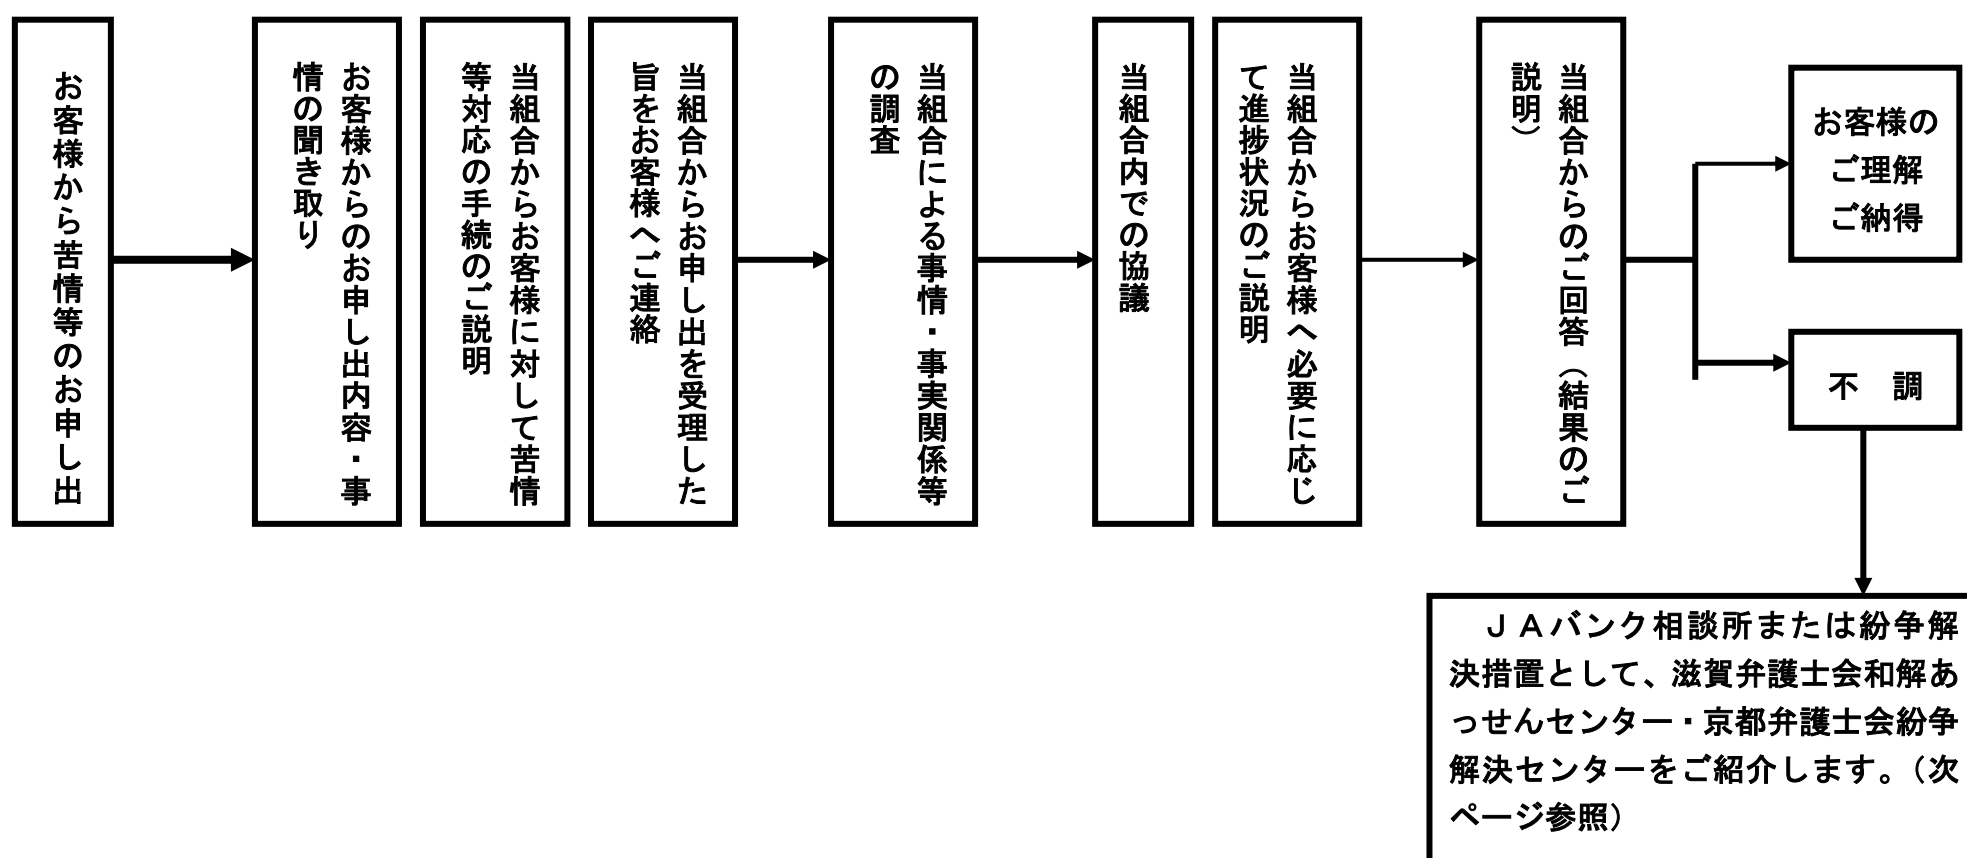 お客様から苦情等のお申し出
お客様からのお申し出内容・事
情の聞き取り
当組合からお客様に対して苦情
等対応の手続のご説明
当組合からお申し出を受理した
旨をお客様へご連絡
当組合による事情・事実関係等
の調査
当組合内での協議
当組合からお客様へ必要に応じ
て進捗状況のご説明
当組合からのご回答（結果のご
説明）
お客様の
ご理解
ご納得
不　調
ＪＡバンク相談所または紛争解
決措置として、滋賀弁護士会和解あ
っせんセンター・京都弁護士会紛争
解決センターをご紹介します。（次
ページ参照）